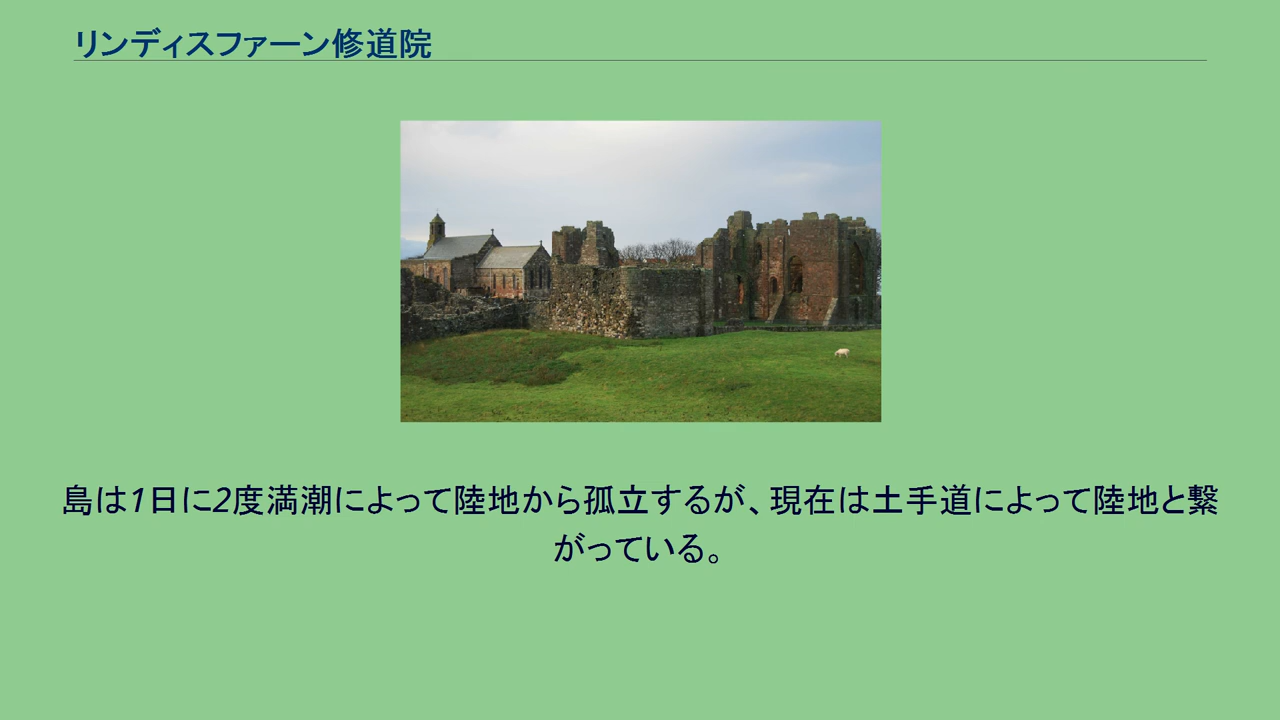 リンディスファーン修道院
島は1日に2度満潮によって陸地から孤立するが、現在は土手道によって陸地と繋
がっている。